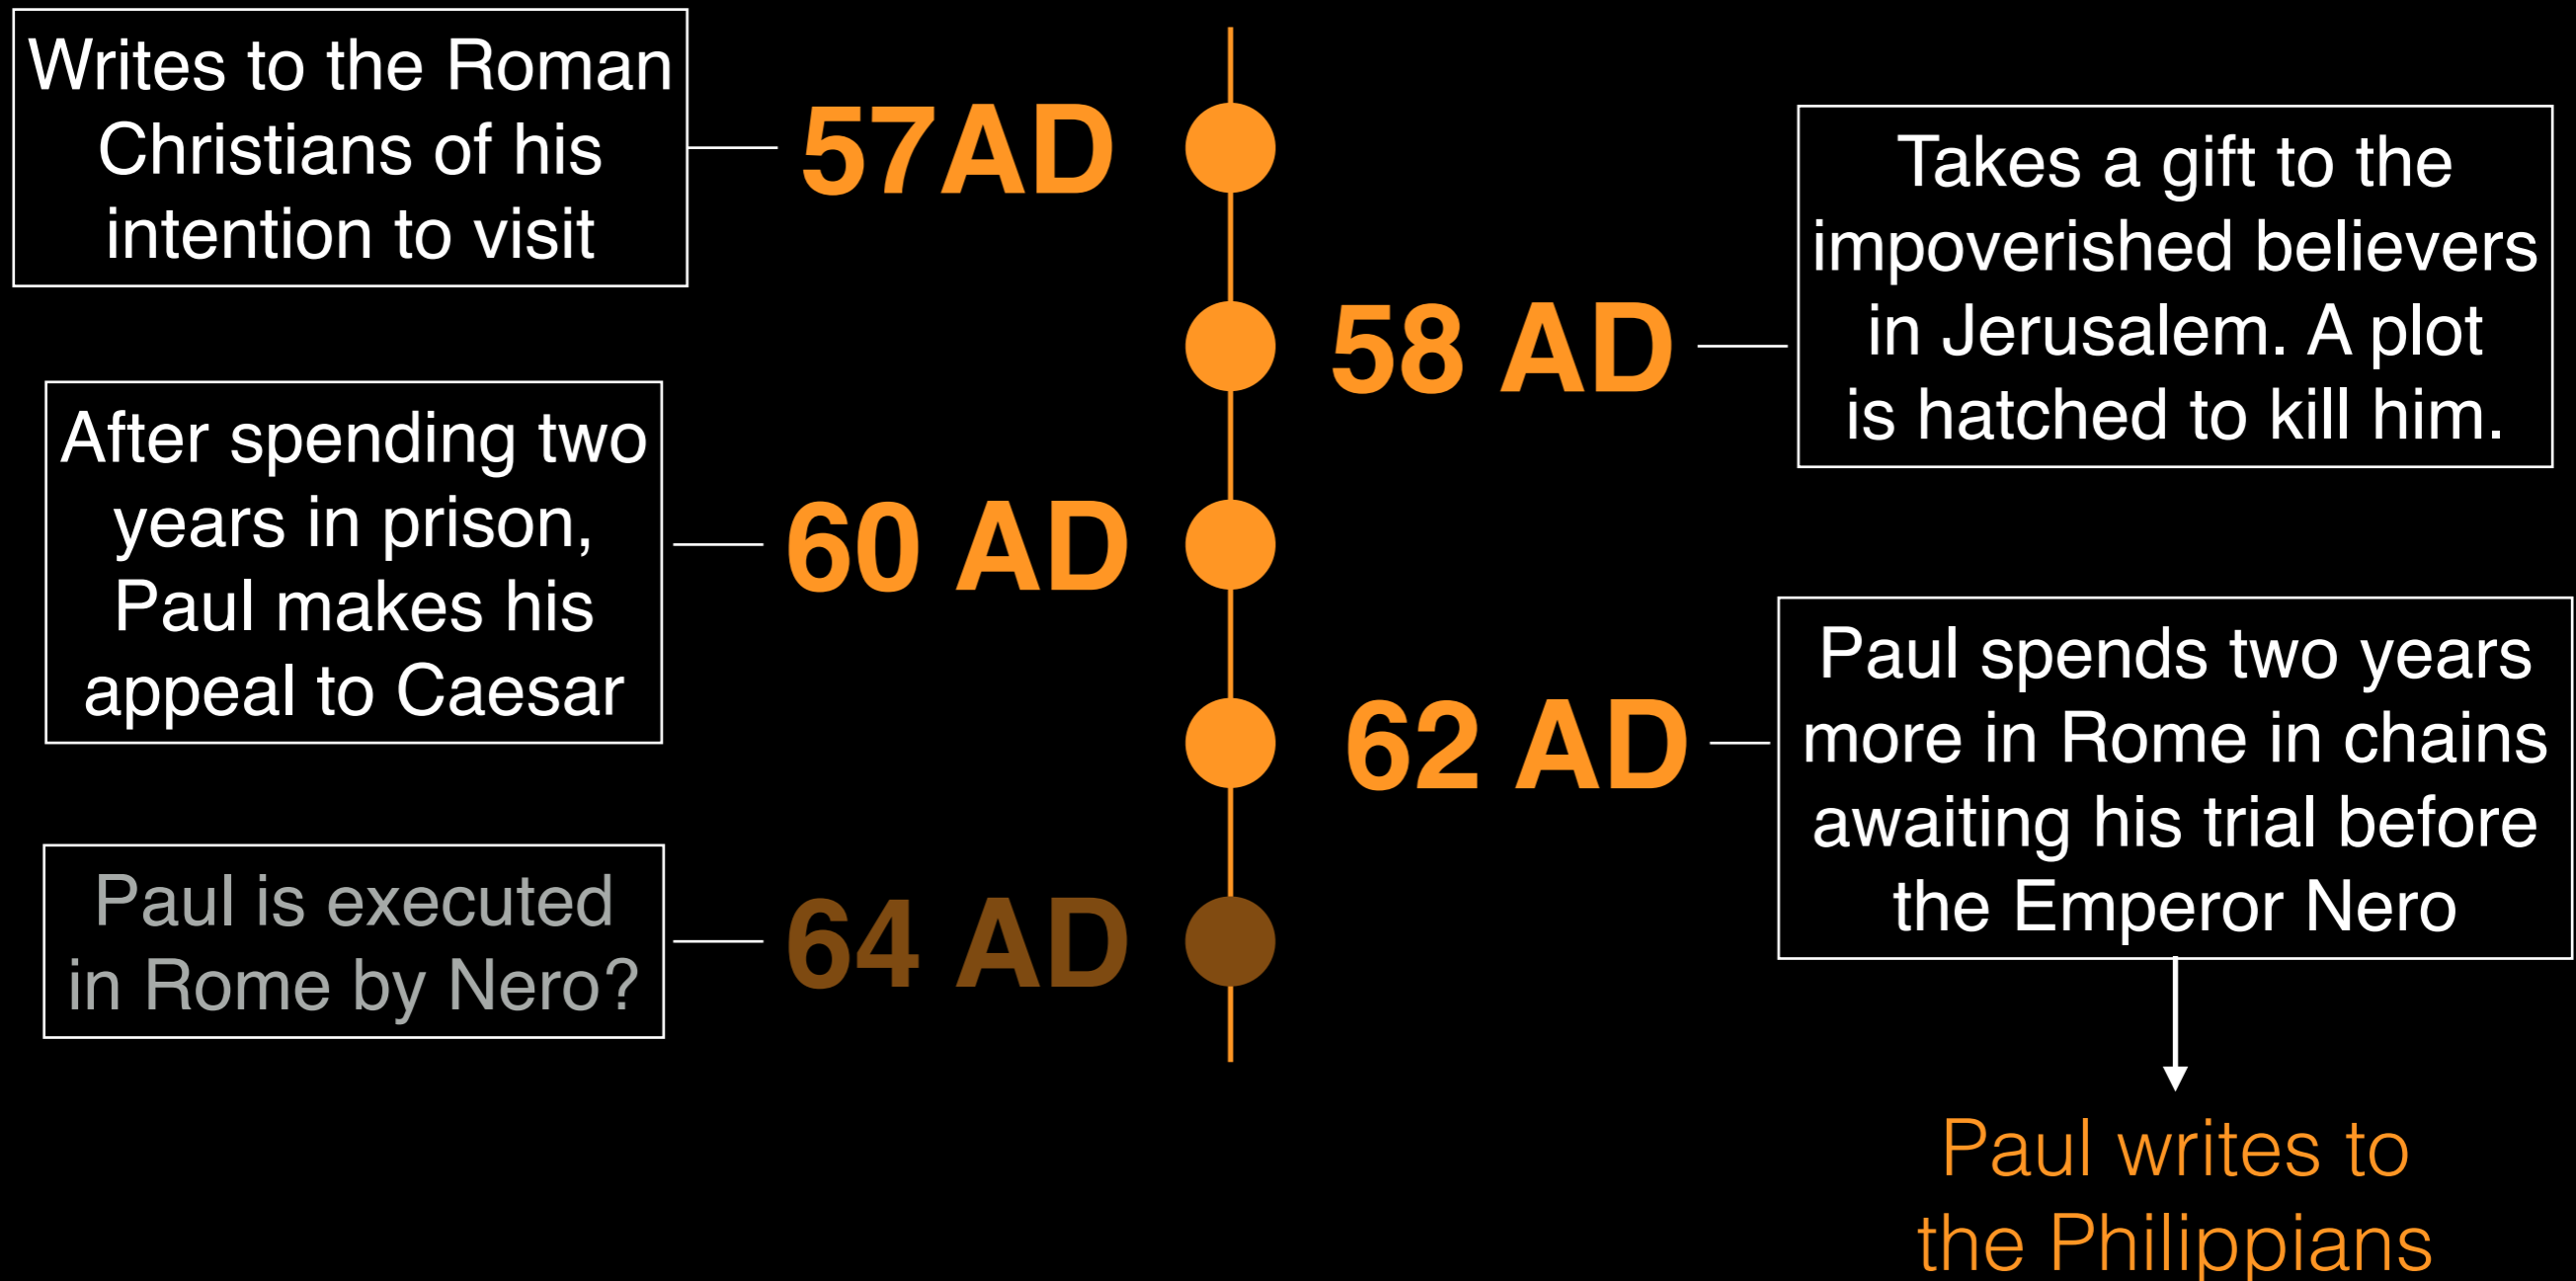 Writes to the Roman
Christians of his
intention to visit
57AD
58 AD
Takes a gift to the
impoverished believers
in Jerusalem. A plot
is hatched to kill him.
After spending two
years in prison,
Paul makes his
appeal to Caesar
60 AD
62 AD
Paul spends two years
more in Rome in chains
awaiting his trial before
the Emperor Nero
Paul is executed
in Rome by Nero?
64 AD
Paul writes to
the Philippians